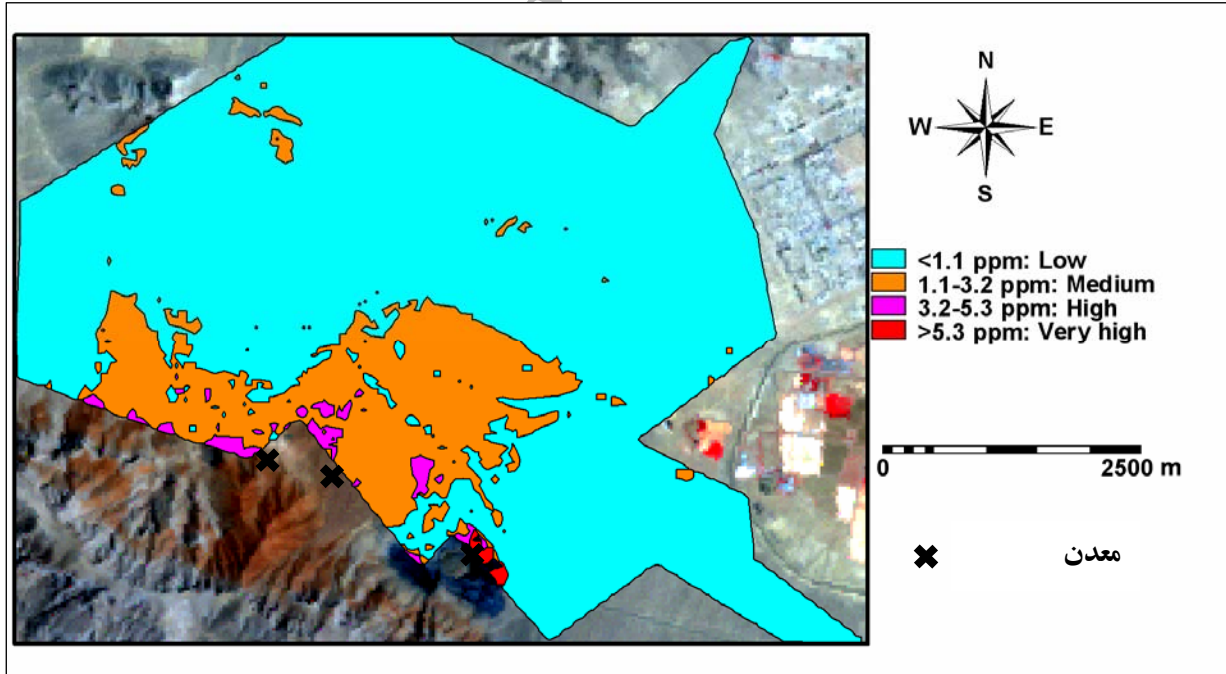 N
W E
S
<1.1 ppm: Low
1.1-3.2 ppm: Medium
3.2-5.3 ppm: High
>5.3 ppm: Very high
0 2500 m
معدن